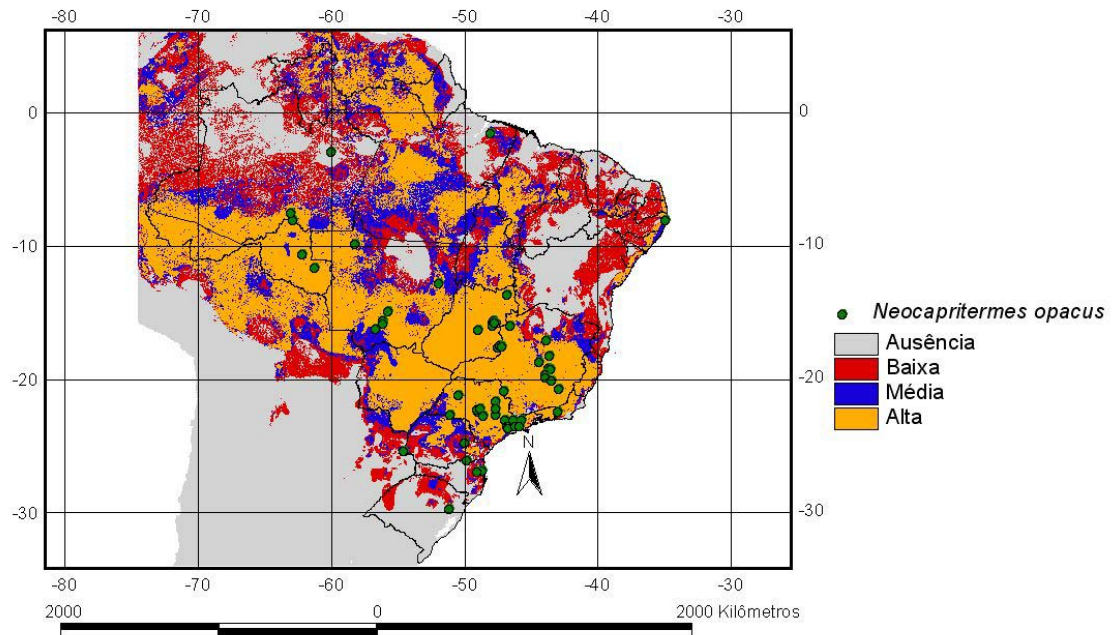 -80 -70 -60 -50 -40 -30
0 0
-10 -10
-20 -20
-30 -30
N
-80 -70 -60 -50 -40 -30
2000 0 2000 Kilômetros
Neocapritermes opacus
Ausência
Baixa
Média
Alta